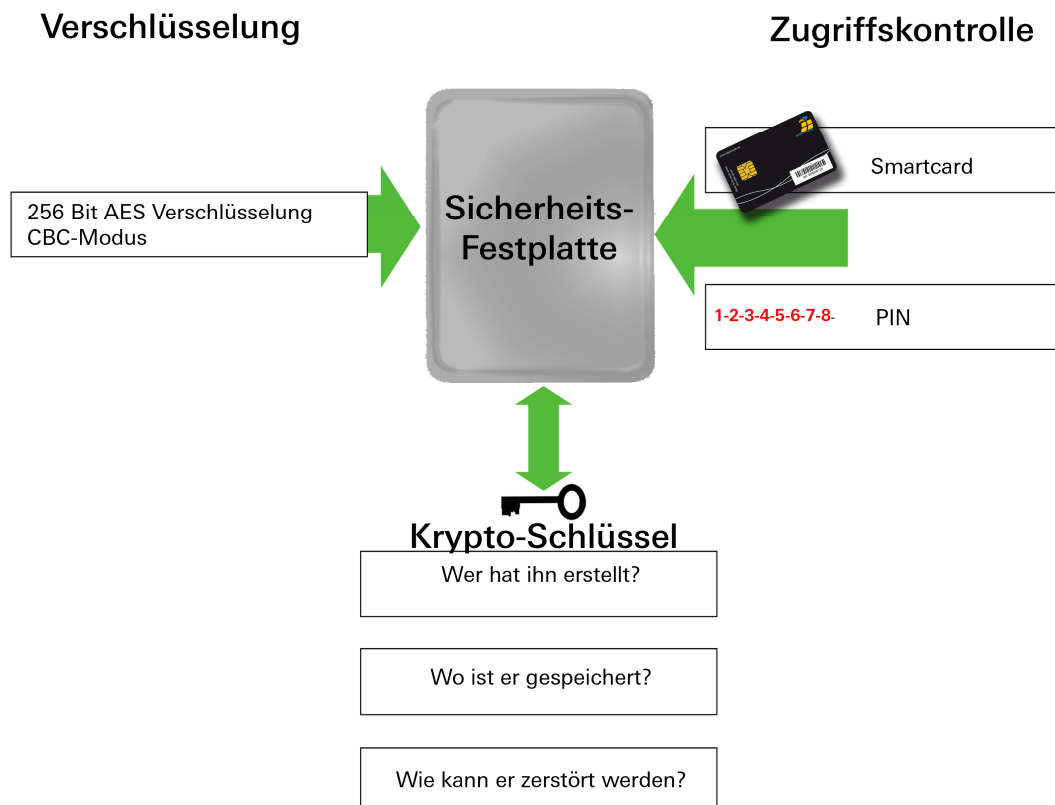 Verschlüsselung
Zugriffskontrolle
Smartcard
Sicherheits-
Festplatte
256 Bit AES Verschlüsselung
CBC-Modus
1-2-3-4-5-6-7-8-
PIN
Krypto-Schlüssel
Wer hat ihn erstellt?
Wo ist er gespeichert?
Wie kann er zerstört werden?